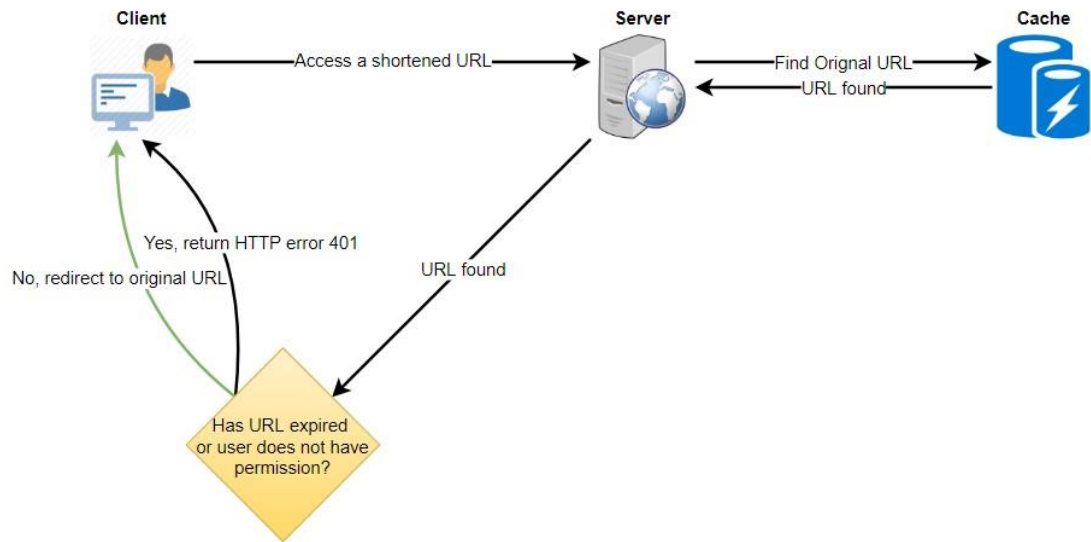 Client
Server
Cache
Access a shortened URL
Find Orignal URL
URL found
Yes, return HTTP error 401
No, redirect to original URL
URL found
Has URL expired
or user does not have
permission?